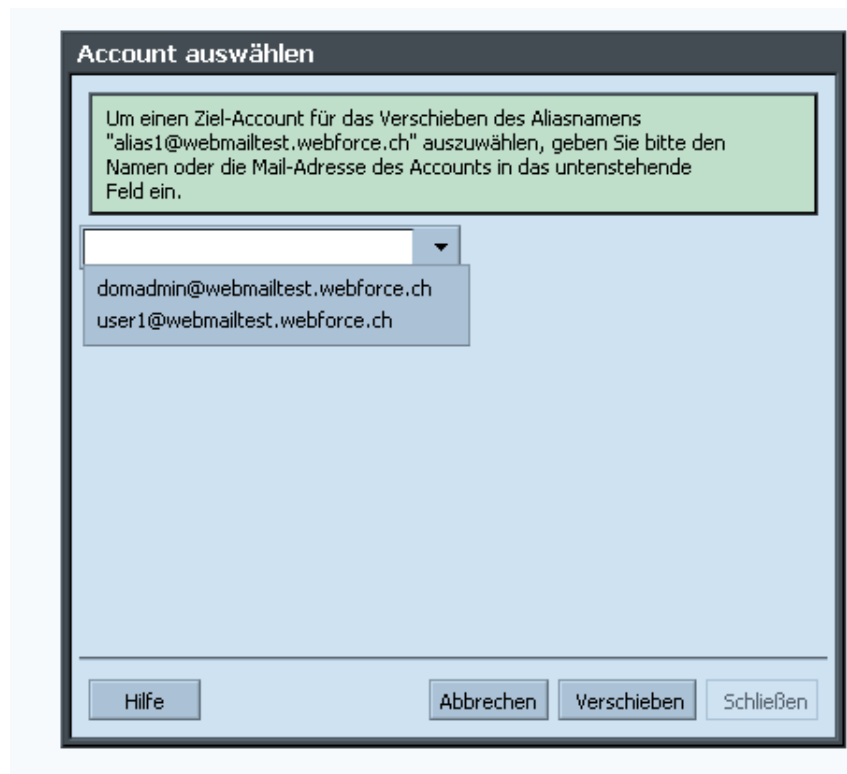 Account auswählen
Um einen Ziel-Account für das Verschieben des Aliasnamens
"alias1@webmailtest.webforce.ch" auszuwählen, geben Sie bitte den
Namen oder die Mail-Adresse des Accounts in das untenstehende
Feld ein.
domadmin@webmailtest.webforce.ch
user1@webmailtest.webforce.ch
Hilfe
Abbrechen
Verschieben
Schließen